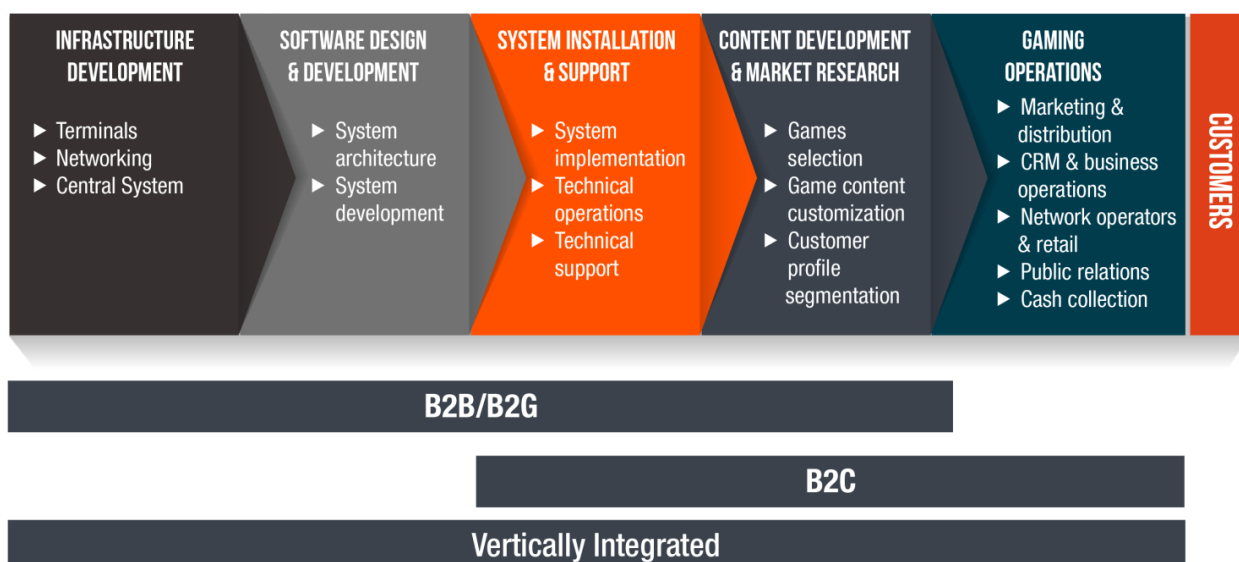 INFRASTRUCTURE
DEVELOPMENT
► Terminals
► Networking
► Central System
SOFTWARE DESIGN
& DEVELOPMENT
► System
architecture
► System
development
SYSTEM INSTALLATION
& SUPPORT
► System
implementation
► Technical
operations
► Technical
support
CONTENT DEVELOPMENT
& MARKET RESEARCH
► Games
selection
► Game content
customization
► Customer
profile
segmentation
GAMING
OPERATIONS
► Marketing &
distribution
► CRM & business
operations
► Network operators
& retail
► Public relations
► Cash collection
CUSTOMERS
B2B/B2G
B2C
Vertically Integrated